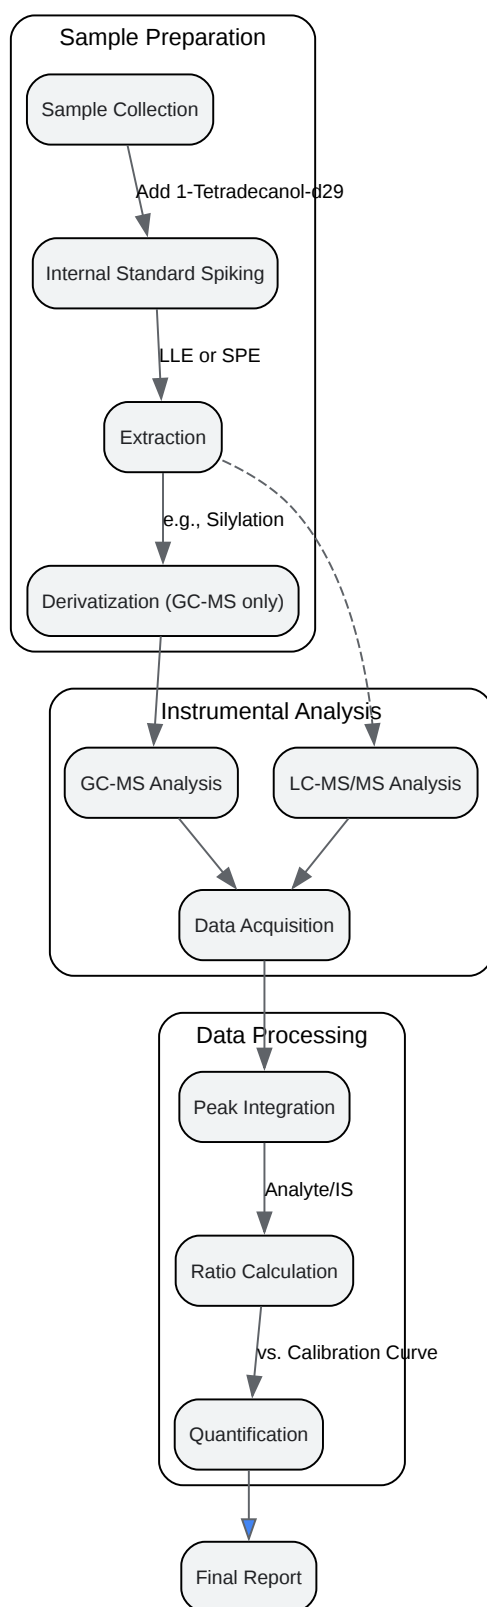 Sample Preparation
Sample Collection
Add 1-Tetradecanol-d29
Internal Standard Spiking
LLE or SPE
Extraction
e.g., Silylation
Derivatization (GC-MS only)
Instrumental Analysis
GC-MS Analysis
LC-MS/MS Analysis
Data Acquisition
Data Processing
Peak Integration
Analyte/IS
Ratio Calculation
vs. Calibration Curve
Quantification
Final Report